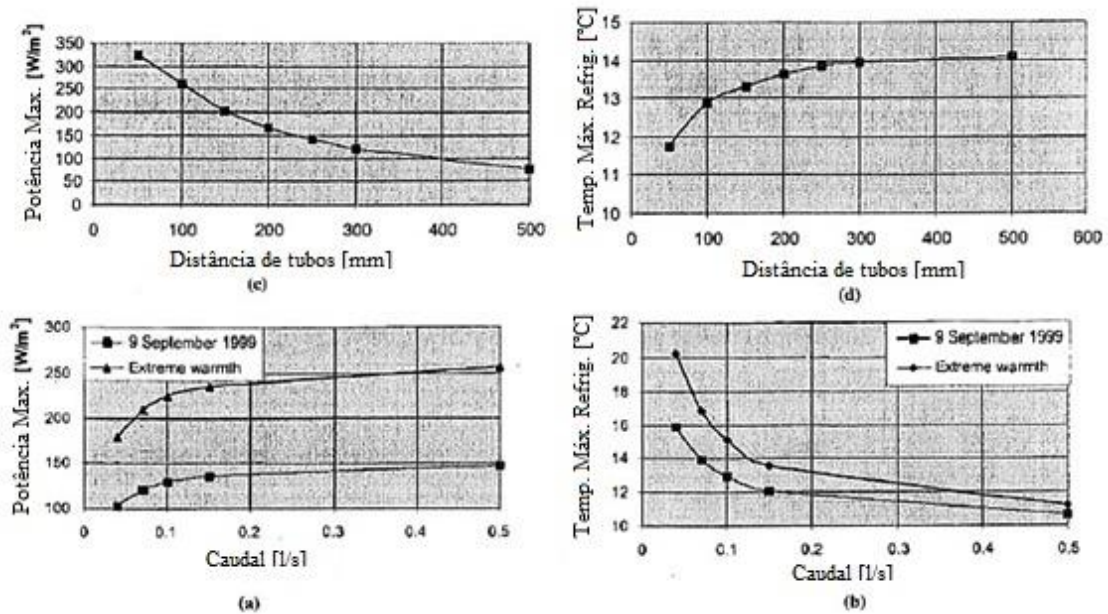 Potência Max. [W/m²]
350
300
250
200
150
100
50
0
0 100 200 300 400 500
Distância de tubos [mm]
(c)
Temp. Máx. Refrig. [°C]
15
14
13
12
11
10
0 100 200 300 400 500 600
Distância de tubos [mm]
(d)
Potência Max. [W/m²]
300
250
200
150
100
9 September 1999
Extreme warmth
0 0.1 0.2 0.3 0.4 0.5
Caudal [l/s]
(a)
Temp. Máx. Refrig. [°C]
22
20
18
16
14
12
10
9 September 1999
Extreme warmth
0 0.1 0.2 0.3 0.4 0.5
Caudal [l/s]
(b)